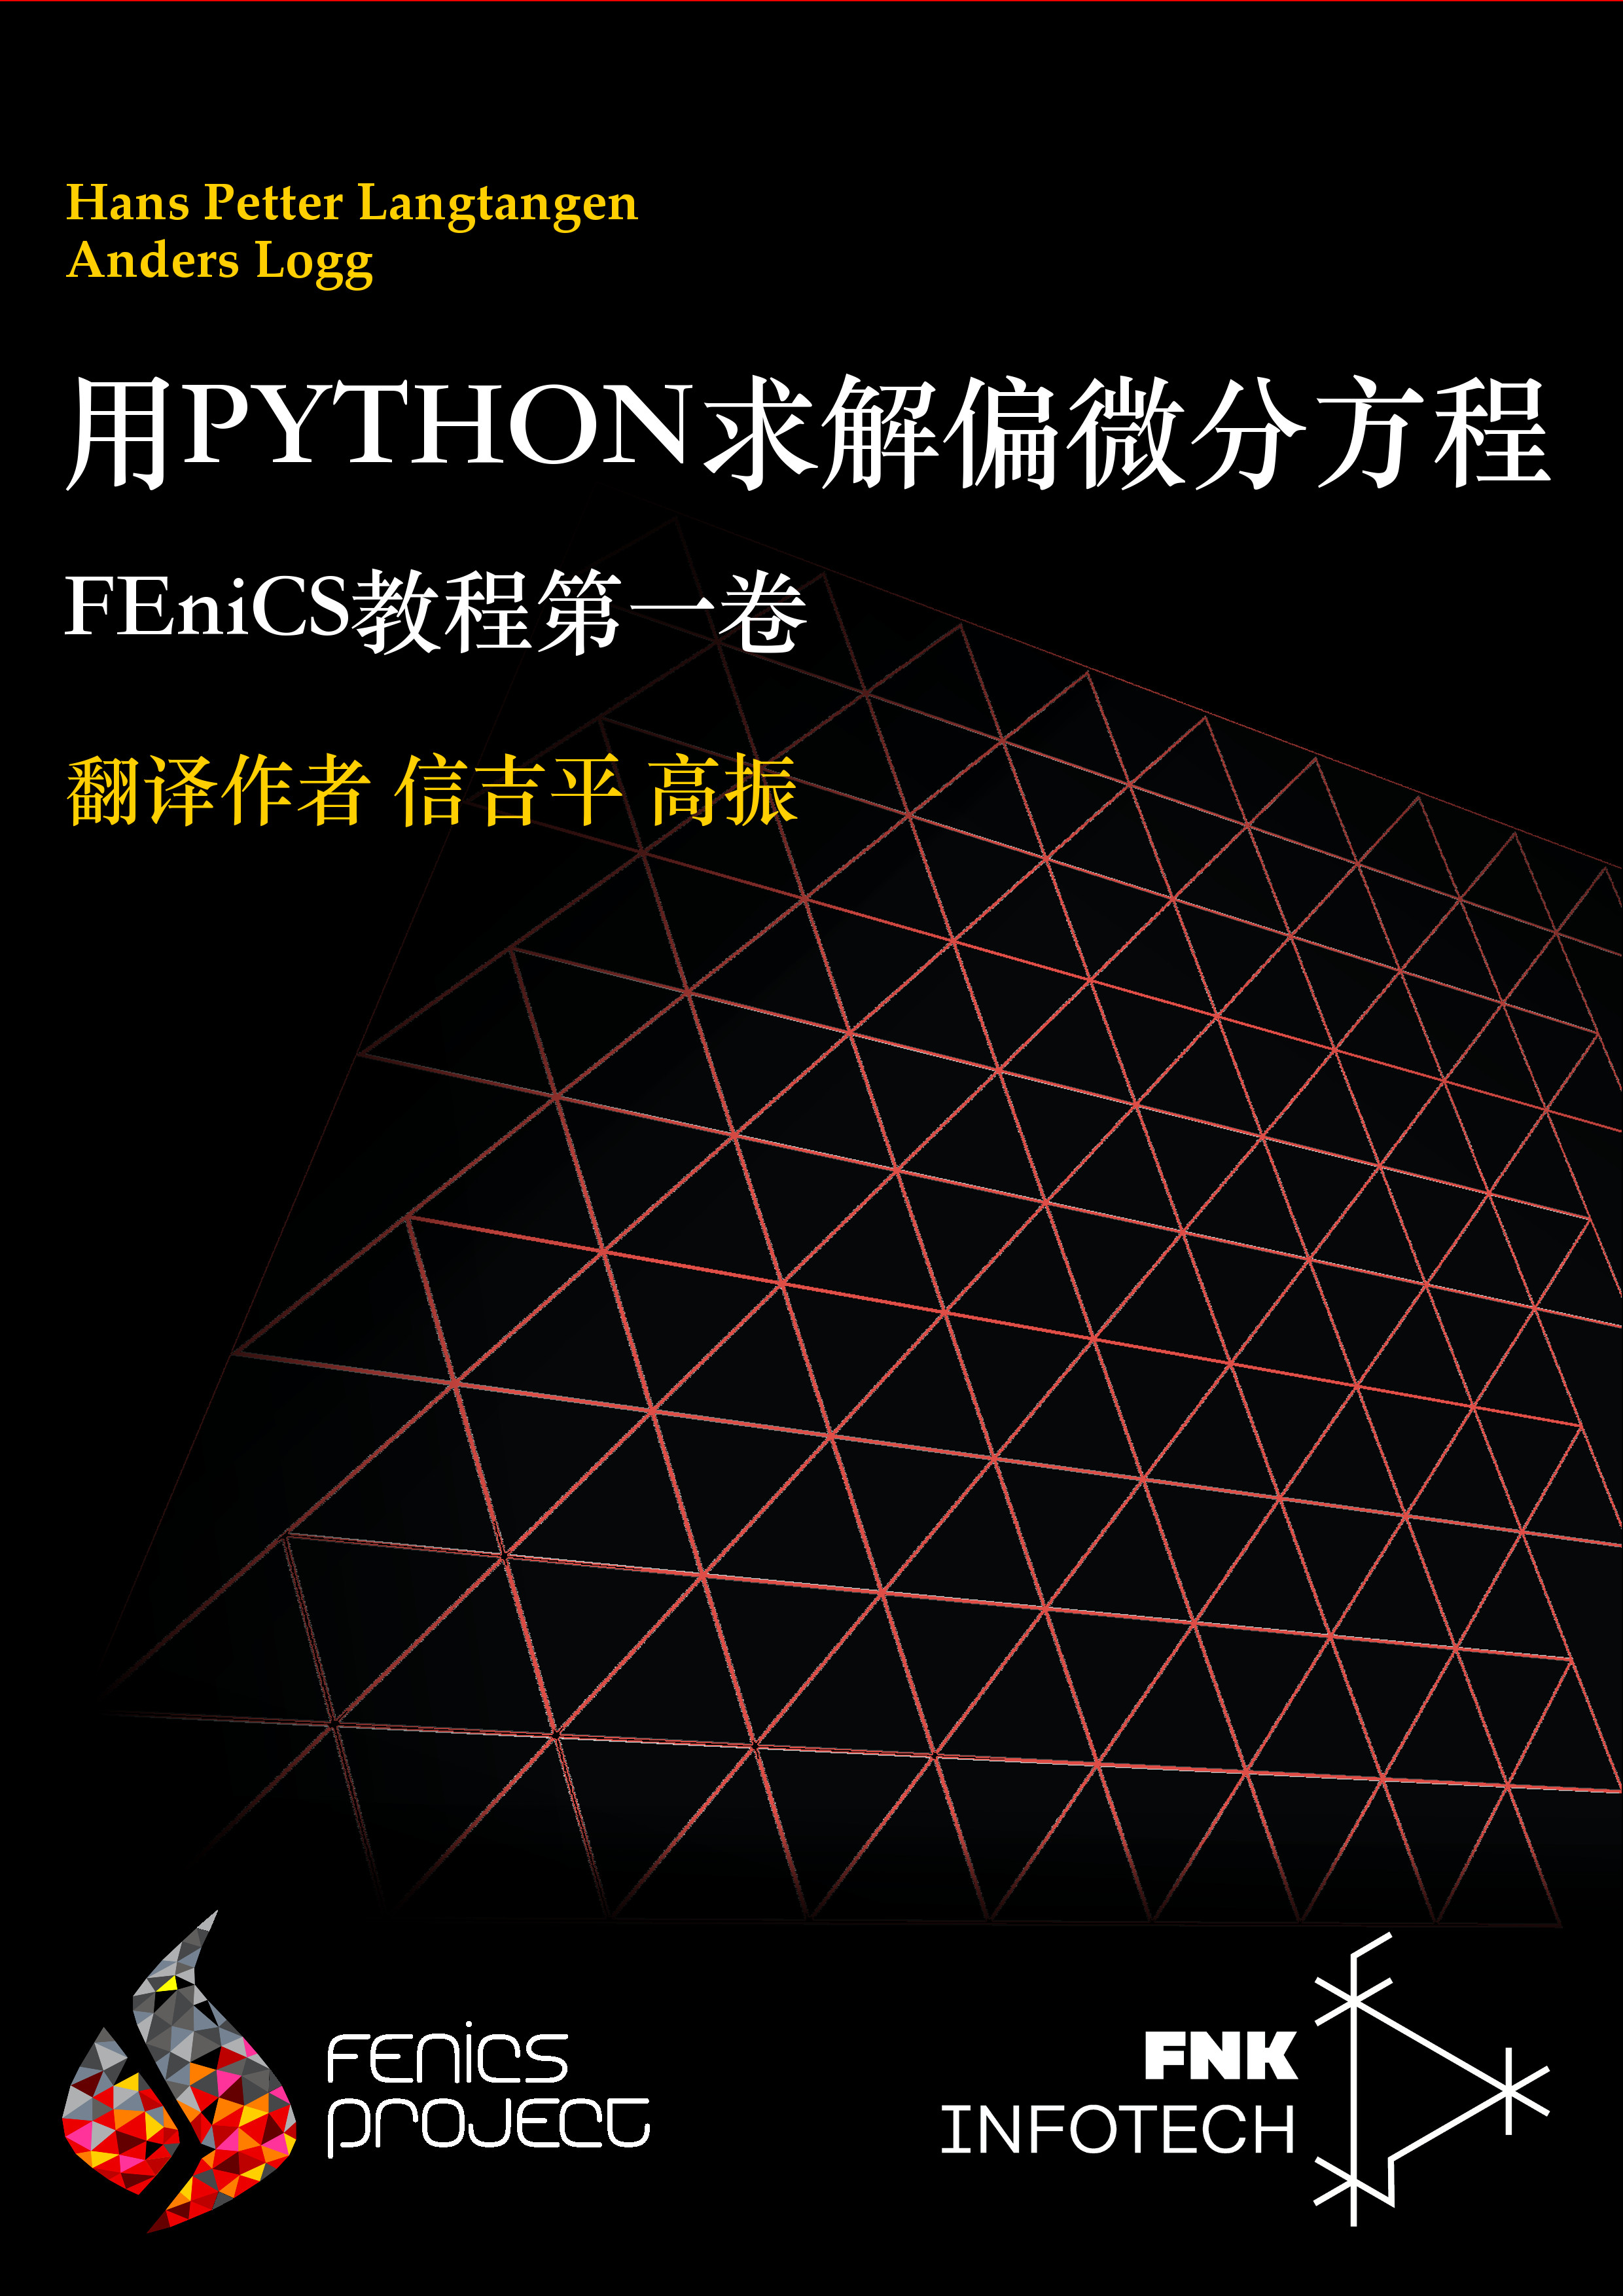 Hans Petter Langtangen
Anders Logg
用PYTHON求解偏微分方程
FEniCS教程第一卷
翻译作者 信吉平 高振
FENiCS
PROJECT
FNK
INFOTECH